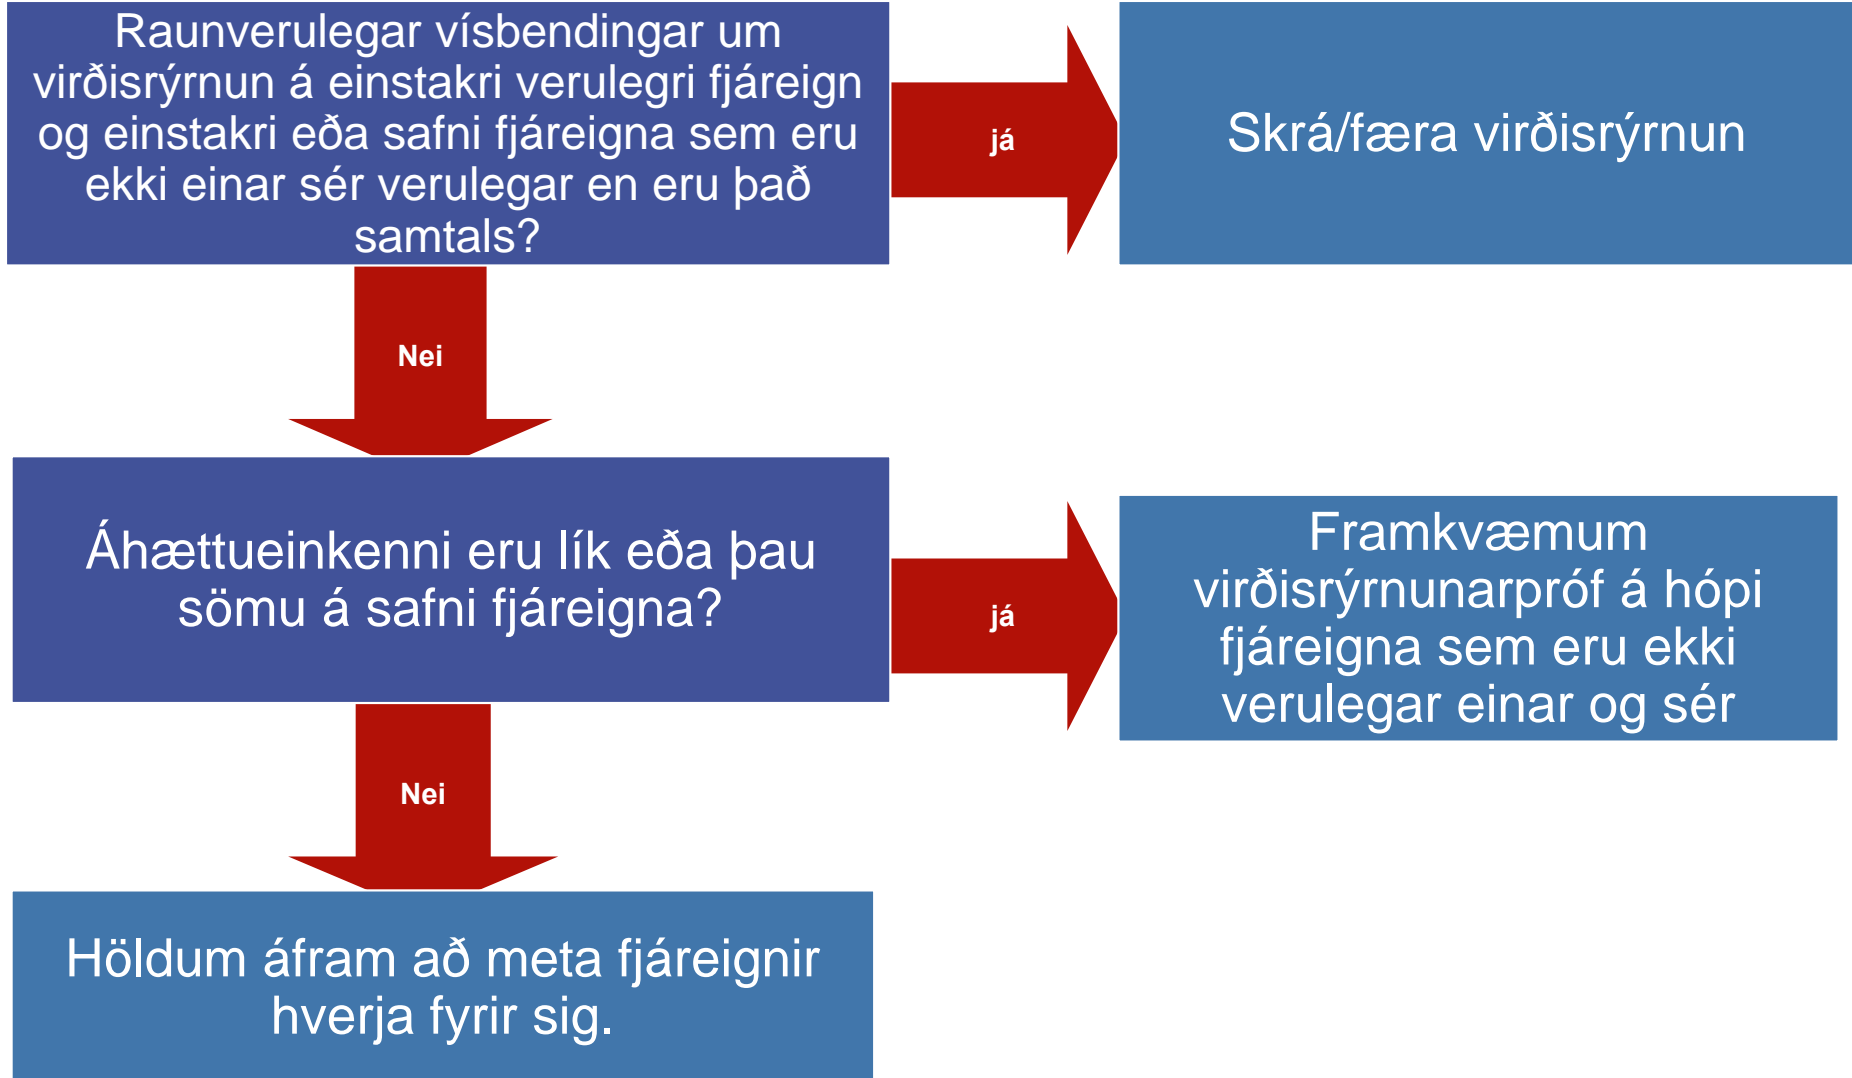 Raunverulegar vísbendingar um
virðisrýrnun á einstakri verulegri fjáreign
og einstakri eða safni fjáreigna sem eru
ekki einar sér verulegar en eru það
samtals?
já
Skrá/færa virðisrýrnun
Nei
Áhættueinkenni eru lík eða þau
sömu á safni fjáreigna?
já
Framkvæmum
virðisrýrnunarpróf á hópi
fjáreigna sem eru ekki
verulegar einar og sér
Nei
Höldum áfram að meta fjáreignir
hverja fyrir sig.